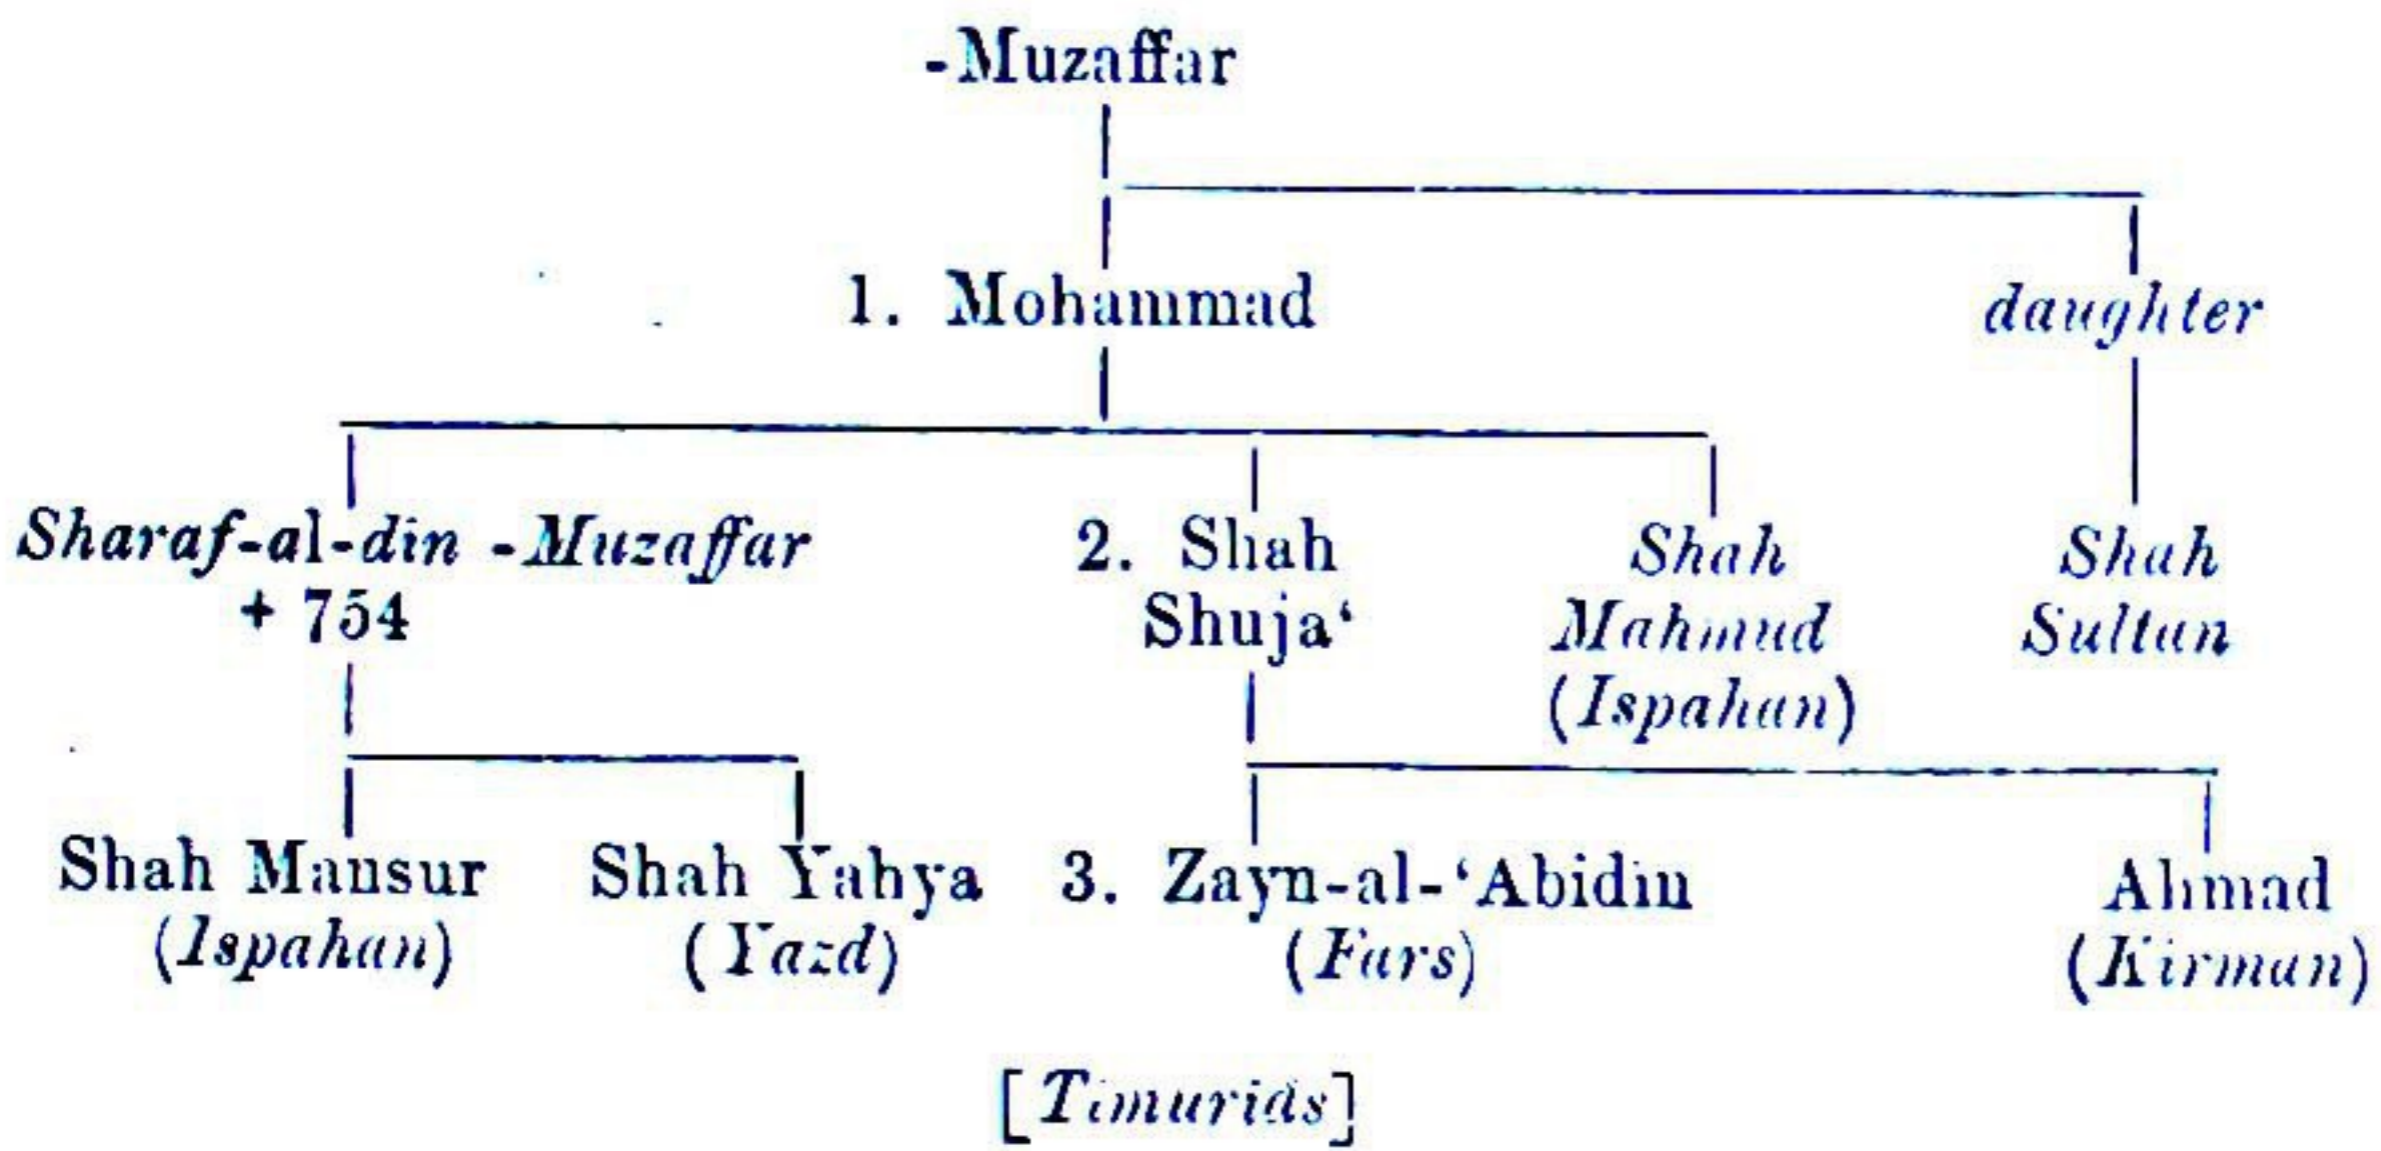 -Muzaffar
1. Mohammad
daughter
Sharaf-al-din -Muzaffar
+ 754
2. Shah
Shuja‘
Shah
Mahmud
(Ispahan)
Shah
Sultan
Shah Mansur
(Ispahan)
Shah Yahya
(Yazd)
3. Zayn-al-‘Abidin
(Fars)
Ahmad
(Kirman)
[Timurids]